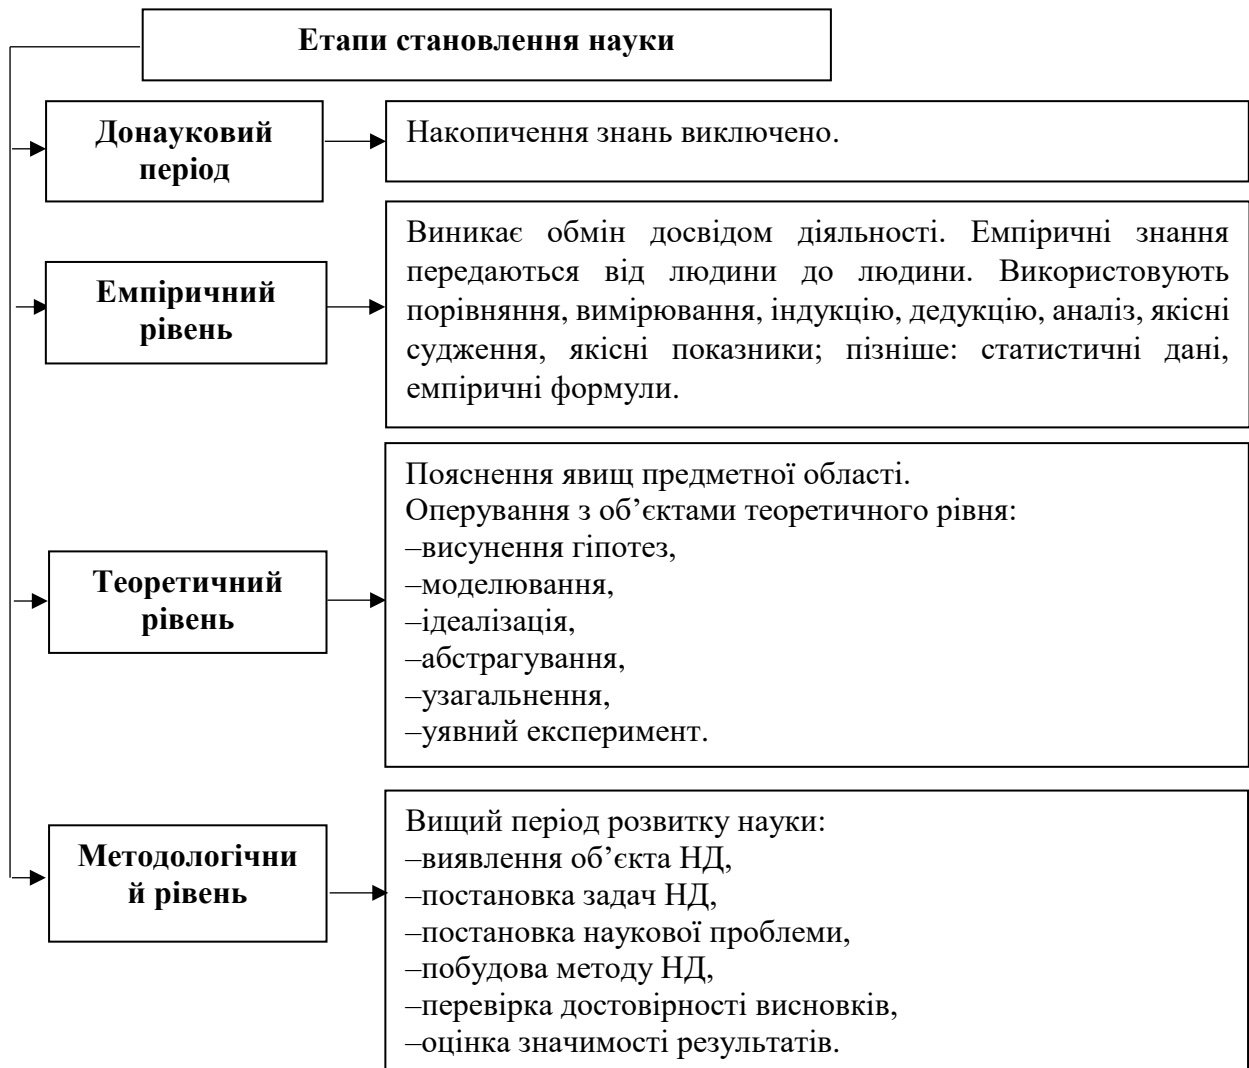 Етапи становлення науки
Донауковий
період
Накопичення знань виключено.
Емпіричний
рівень
Виникає обмін досвідом діяльності. Емпіричні знання
передаються від людини до людини. Використовують
порівняння, вимірювання, індукцію, дедукцію, аналіз, якісні
судження, якісні показники; пізніше: статистичні дані,
емпіричні формули.
Теоретичний
рівень
Пояснення явищ предметної області.
Оперування з об’єктами теоретичного рівня:
–висунення гіпотез,
–моделювання,
–ідеалізація,
–абстрагування,
–узагальнення,
–уявний експеримент.
Методологічни
й рівень
Вищий період розвитку науки:
–виявлення об’єкта НД,
–постановка задач НД,
–постановка наукової проблеми,
–побудова методу НД,
–перевірка достовірності висновків,
–оцінка значимості результатів.